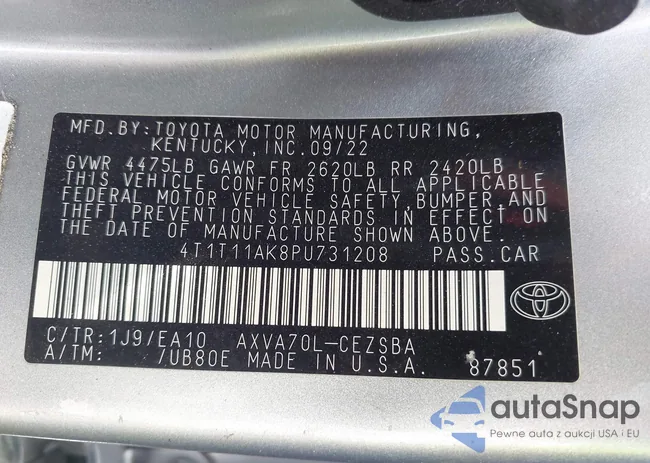 MFD.BY:TOYOTA MOTOR MANUFACTURING,
KENTUCKY, INC.09/22
GVWR 4475LB GAWR FR 2620LB RR 2420LB
THIS VEHICLE CONFORMS TO ALL APPLICABLE
FEDERAL MOTOR VEHICLE SAFETY,BUMPER,AND
THEFT PREVENTION STANDARDS IN EFFECT ON
THE DATE OF MANUFACTURE SHOWN ABOVE.
4T1T11AK8PU731208 PASS.CAR
C/TR:1J9/EA10 AXVA70L-CEZSBA
A/TM: /UB80E MADE IN U.S.A. 87851
autaSnap
Pewne auta z aukcji USA i EU